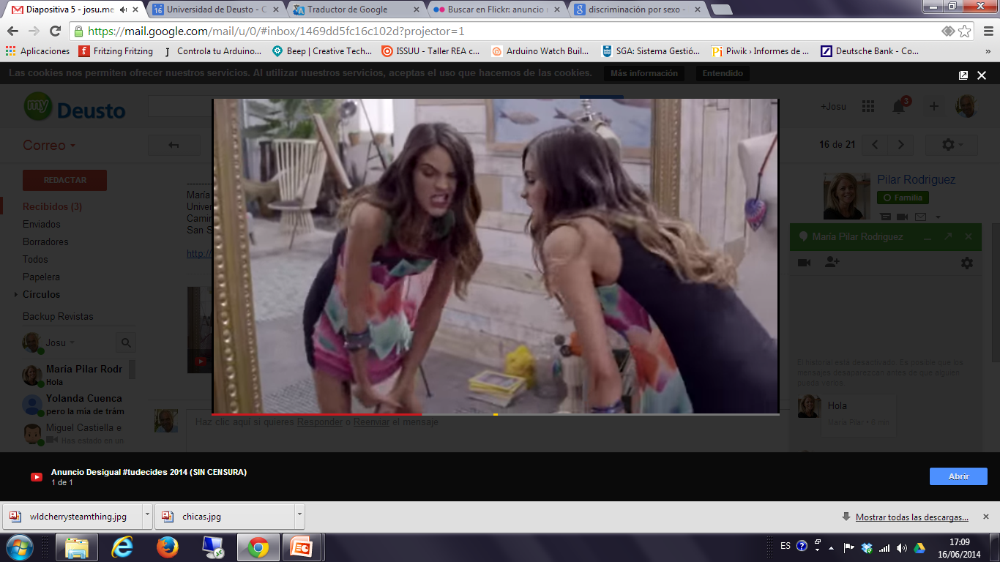 Diapositiva 5 - josu.me
Universidad de Deusto - C
Traductor de Google
Buscar en Flickr: anuncio
discriminación por sexo -
https://mail.google.com/mail/u/0/#inbox/1469dd5fc16c102d?projector=1
Aplicaciones
Fritzing Fritzing
Controla tu Arduino...
Beep | Creative Tech...
ISSUU - Taller REA c...
Arduino Watch Buil...
SGA: Sistema Gestió...
Piwik › Informes de ...
Deutsche Bank - Co...
»
Las cookies nos permiten ofrecer nuestros servicios. Al utilizar nuestros servicios, aceptas el uso que hacemos de las cookies.
Más información
Entendido
my Deusto
+Josu
3
Correo
16 de 21
REDACTAR
Recibidos (3)
Enviados
Borradores
Todos
Papelera
Círculos
Backup Revistas
Josu
María Pilar Rodr
Hola
Yolanda Cuenca
pero la mia de trám
Miguel Castiella e
Has estado en un
María
Univer
Camin
San S
http://
Haz clic aquí si quieres Responder o Reenviar el mensaje
Pilar Rodriguez
Familia
María Pilar Rodriguez
El historial está desactivado. Es posible que los
mensajes desaparezcan antes de que alguien
pueda verlos.
Hola
María Pilar • 6 min
Anuncio Desigual #tudecides 2014 (SIN CENSURA)
1 de 1
Abrir
wldcherrysteamthing.jpg
chicas.jpg
Mostrar todas las descargas...
ES
17:09
16/06/2014